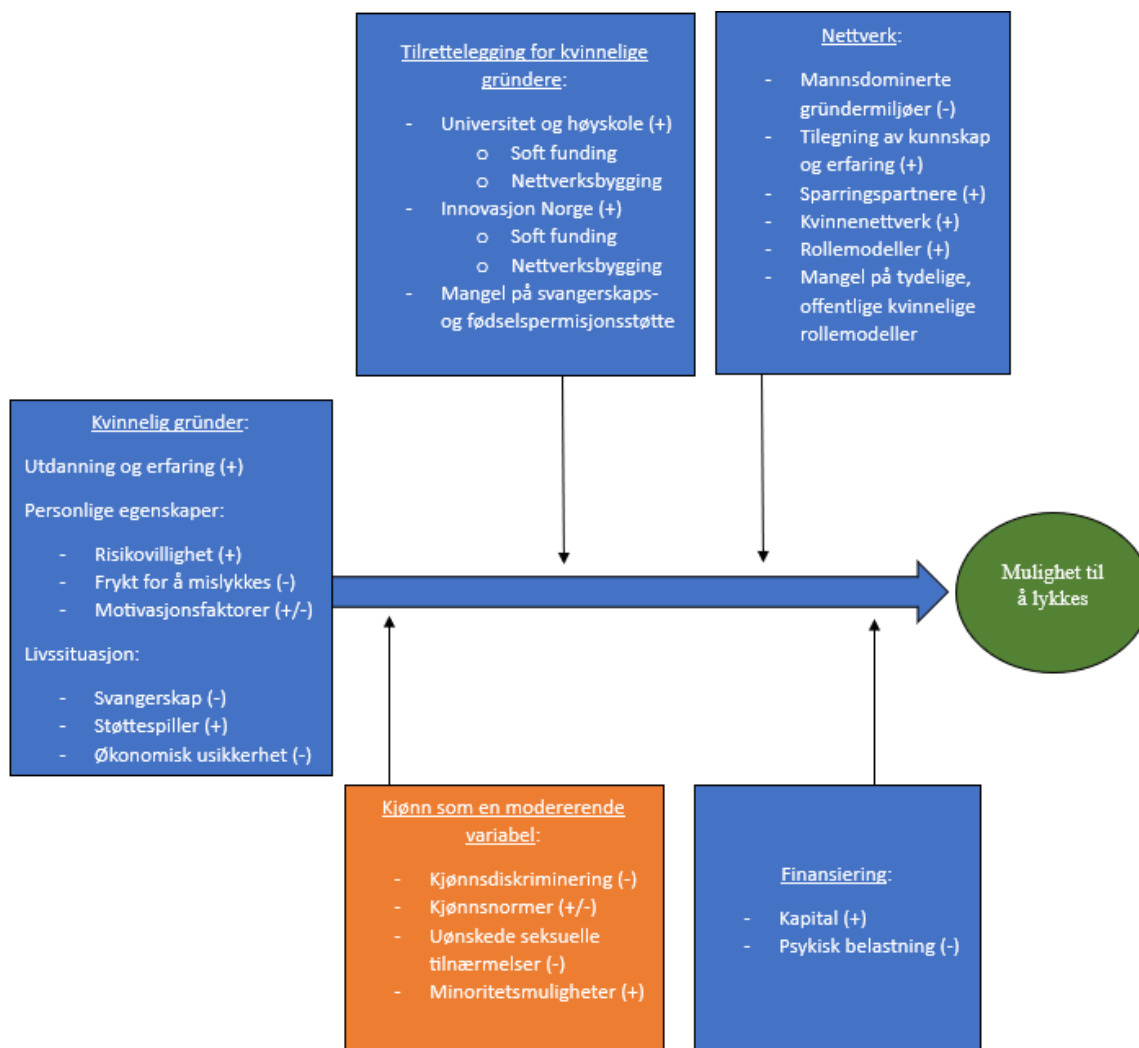 Tilrettelegging for kvinnelige
gründere:
- Universitet og høyskole (+)
o Soft funding
o Nettverksbygging
- Innovasjon Norge (+)
o Soft funding
o Nettverksbygging
- Mangel på svangerskaps-
og fødselspermisjonsstøtte
Nettverk:
- Mannsdominerte
gründermiljøer (-)
- Tilegning av kunnskap
og erfaring (+)
- Sparringspartnere (+)
- Kvinnenettverk (+)
- Rollemodeller (+)
- Mangel på tydelige,
offentlige kvinnelige
rollemodeller
Kvinnelig gründer:
Utdanning og erfaring (+)
Personlige egenskaper:
- Risikovillighet (+)
- Frykt for å mislykkes (-)
- Motivasjonsfaktorer (+/-)
Livssituasjon:
- Svangerskap (-)
- Støttespiller (+)
- Økonomisk usikkerhet (-)
Mulighet til
å lykkes
Kjønn som en modererende
variabel:
- Kjønnsdiskriminering (-)
- Kjønnsnormer (+/-)
- Uønskede seksuelle
tilnærmelser (-)
- Minoritetsmuligheter (+)
Finansiering:
- Kapital (+)
- Psykisk belastning (-)